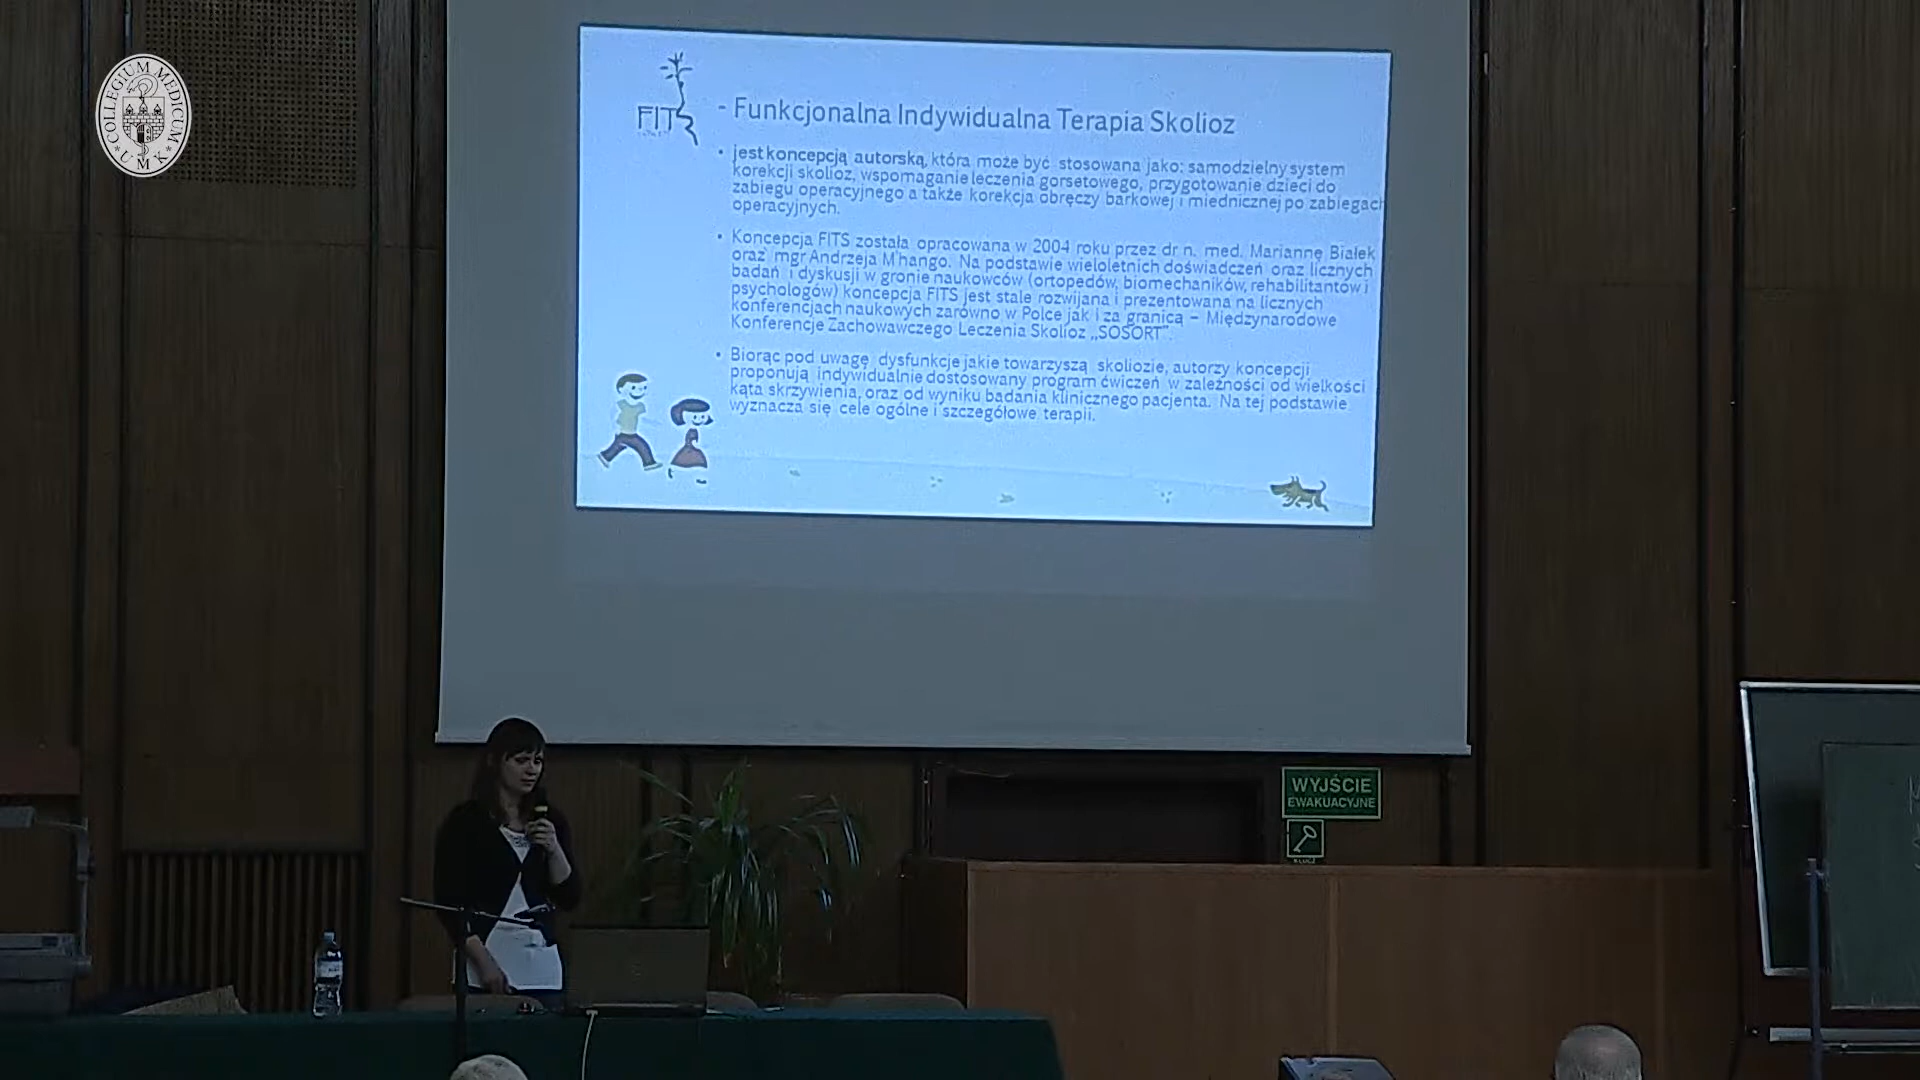 COLLEGIUM MEDICUM
UMK
FITS
- Funkcjonalna Indywidualna Terapia Skolioz
• jest koncepcją autorską, która może być stosowana jako: samodzielny system
korekcji skolioz, wspomaganie leczenia gorsetowego, przygotowanie dzieci do
zabiegu operacyjnego a także korekcja obręczy barkowej i miednicznej po zabiegach
operacyjnych.
• Koncepcja FITS została opracowana w 2004 roku przez dr n. med. Mariannę Białek
oraz mgr Andrzeja M'hango. Na podstawie wieloletnich doświadczeń oraz licznych
badań i dyskusji w gronie naukowców (ortopedów, biomechaników, rehabilitantów i
psychologów) koncepcja FITS jest stale rozwijana i prezentowana na licznych
konferencjach naukowych zarówno w Polce jak i za granicą – Międzynarodowe
Konferencje Zachowawczego Leczenia Skolioz „SOSORT”.
• Biorąc pod uwagę dysfunkcje jakie towarzyszą skoliozie, autorzy koncepcji
proponują indywidualnie dostosowany program ćwiczeń w zależności od wielkości
kąta skrzywienia, oraz od wyniku badania klinicznego pacjenta. Na tej podstawie
wyznacza się cele ogólne i szczegółowe terapii.
WYJŚCIE
EWAKUACYJNE
KLUCZ